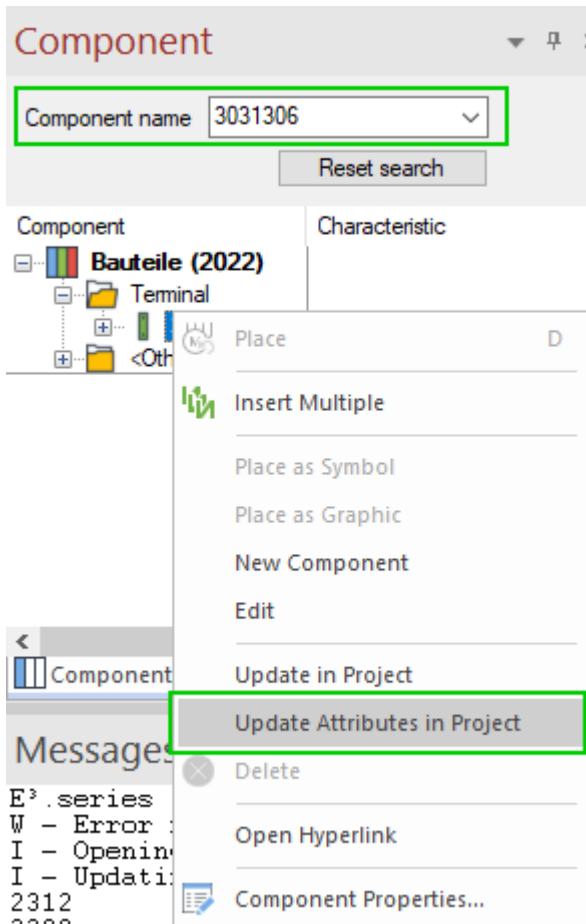 Component
Component name 3031306
Reset search
Component Characteristic
Bauteile (2022)
Terminal
<Oth
Place D
Insert Multiple
Place as Symbol
Place as Graphic
New Component
Edit
Component
Update in Project
Update Attributes in Project
Messages
Delete
E³.series
W - Error
Open Hyperlink
I - Openin
I - Updati
2312
Component Properties...